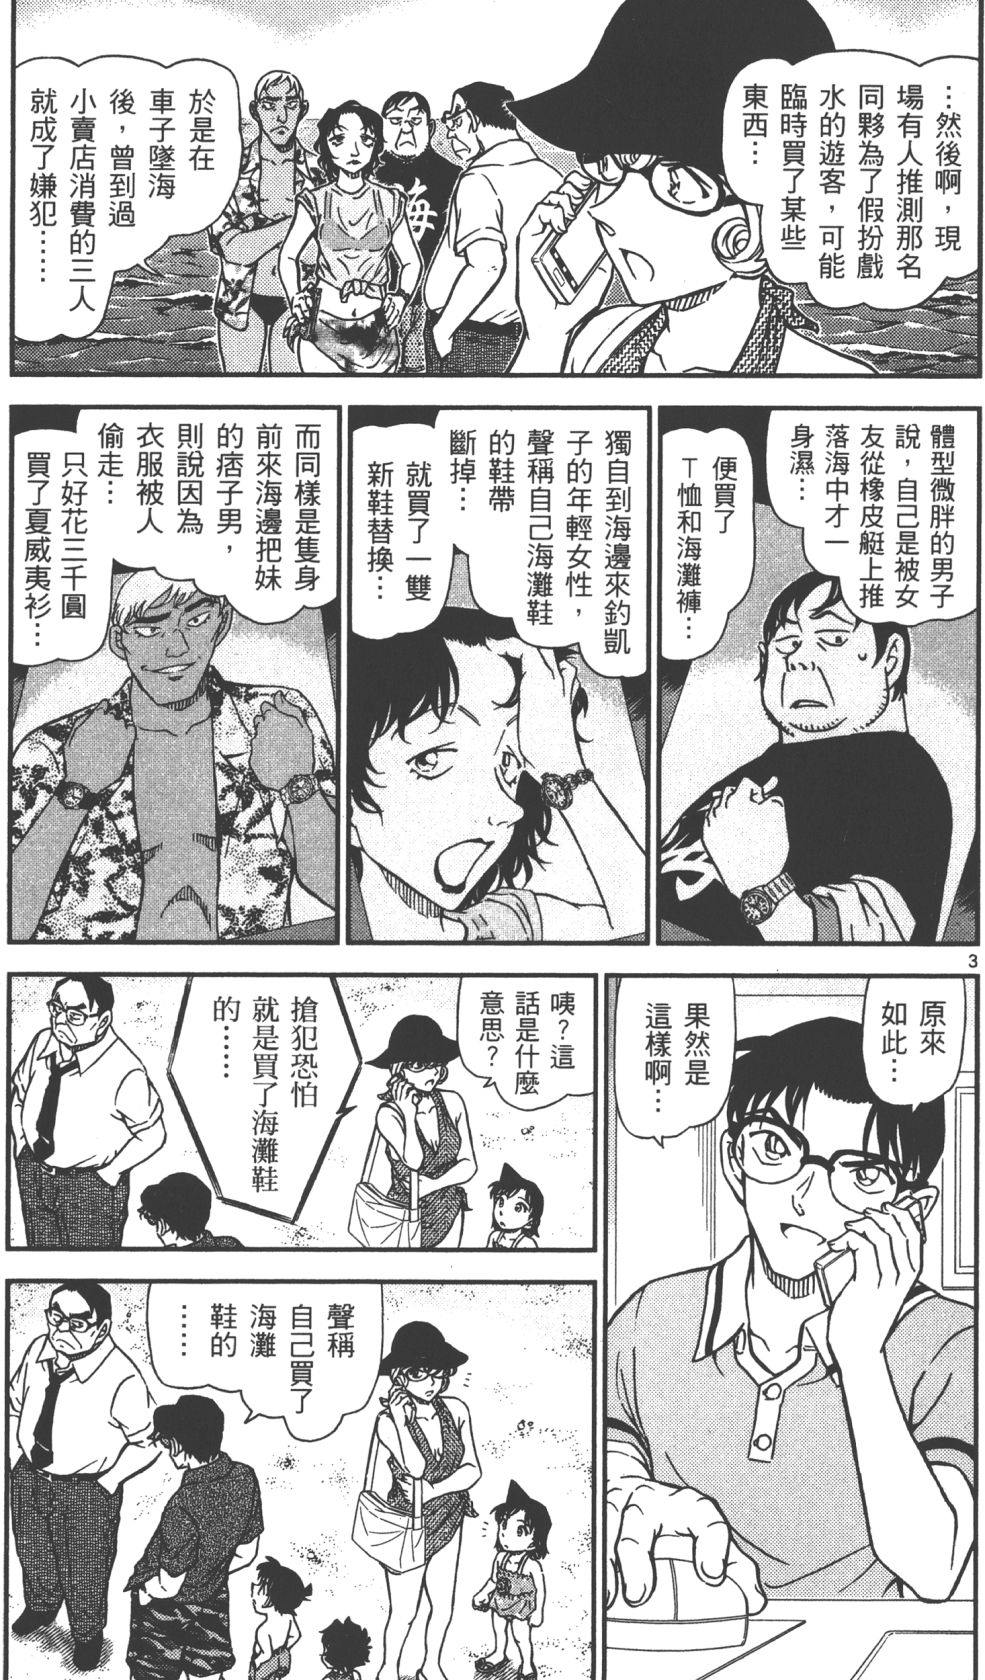 …然後啊，現
場有人推測那名
同夥為了假扮戲
水的遊客，可能
臨時買了某些
東西…
於是在
車子墜海
後，曾到過
小賣店消費的三人
就成了嫌犯……
海
體型微胖的男子
說，自己是被女
友從橡皮艇上推
落海中才一
身濕…
便買了
T恤和海灘褲…
獨自到海邊來釣凱
子的年輕女性，
聲稱自己海灘鞋
的鞋帶
斷掉…
就買了一雙
新鞋替換…
而同樣是隻身
前來海邊把妹
的痞子男，
則說因為
衣服被人
偷走…
只好花三千圓
買了夏威夷衫…
3
原來
如此…
果然是
這樣啊…
咦？這
話是什麼
意思？
搶犯恐怕
就是買了海灘鞋
的……
聲稱
自己買了
海灘
鞋的
……